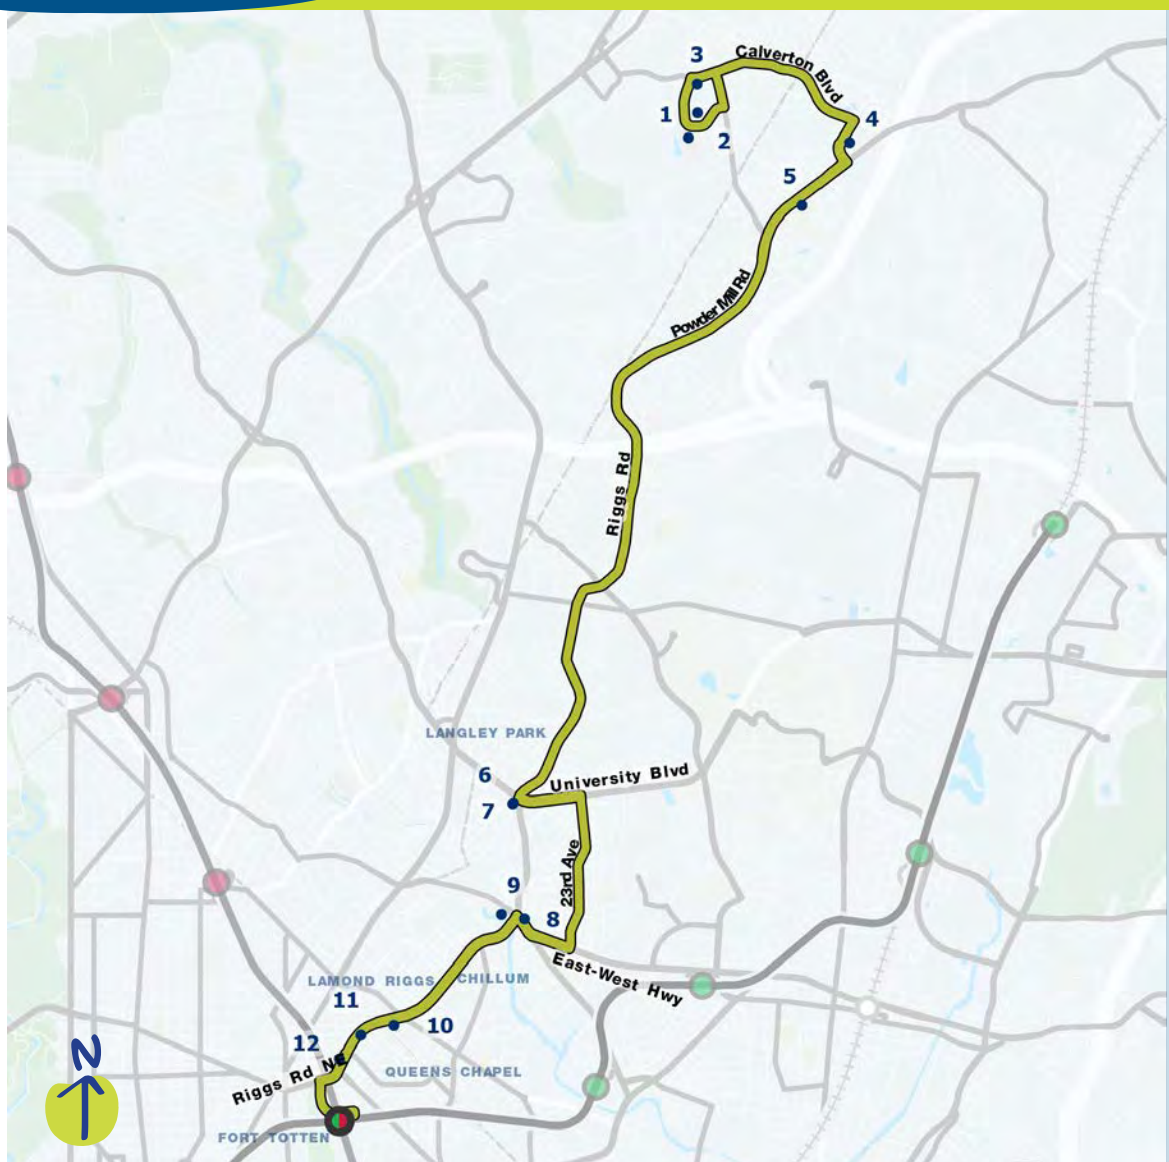 3
Calverton Blvd
1
2
4
5
Powder Mill Rd
Riggs Rd
LANGLEY PARK
6
University Blvd
7
23rd Ave
9
8
East-West Hwy
LAMOND RIGGS
CHILLUM
11
10
12
Riggs Rd NE
QUEENS CHAPEL
N
FORT TOTTEN